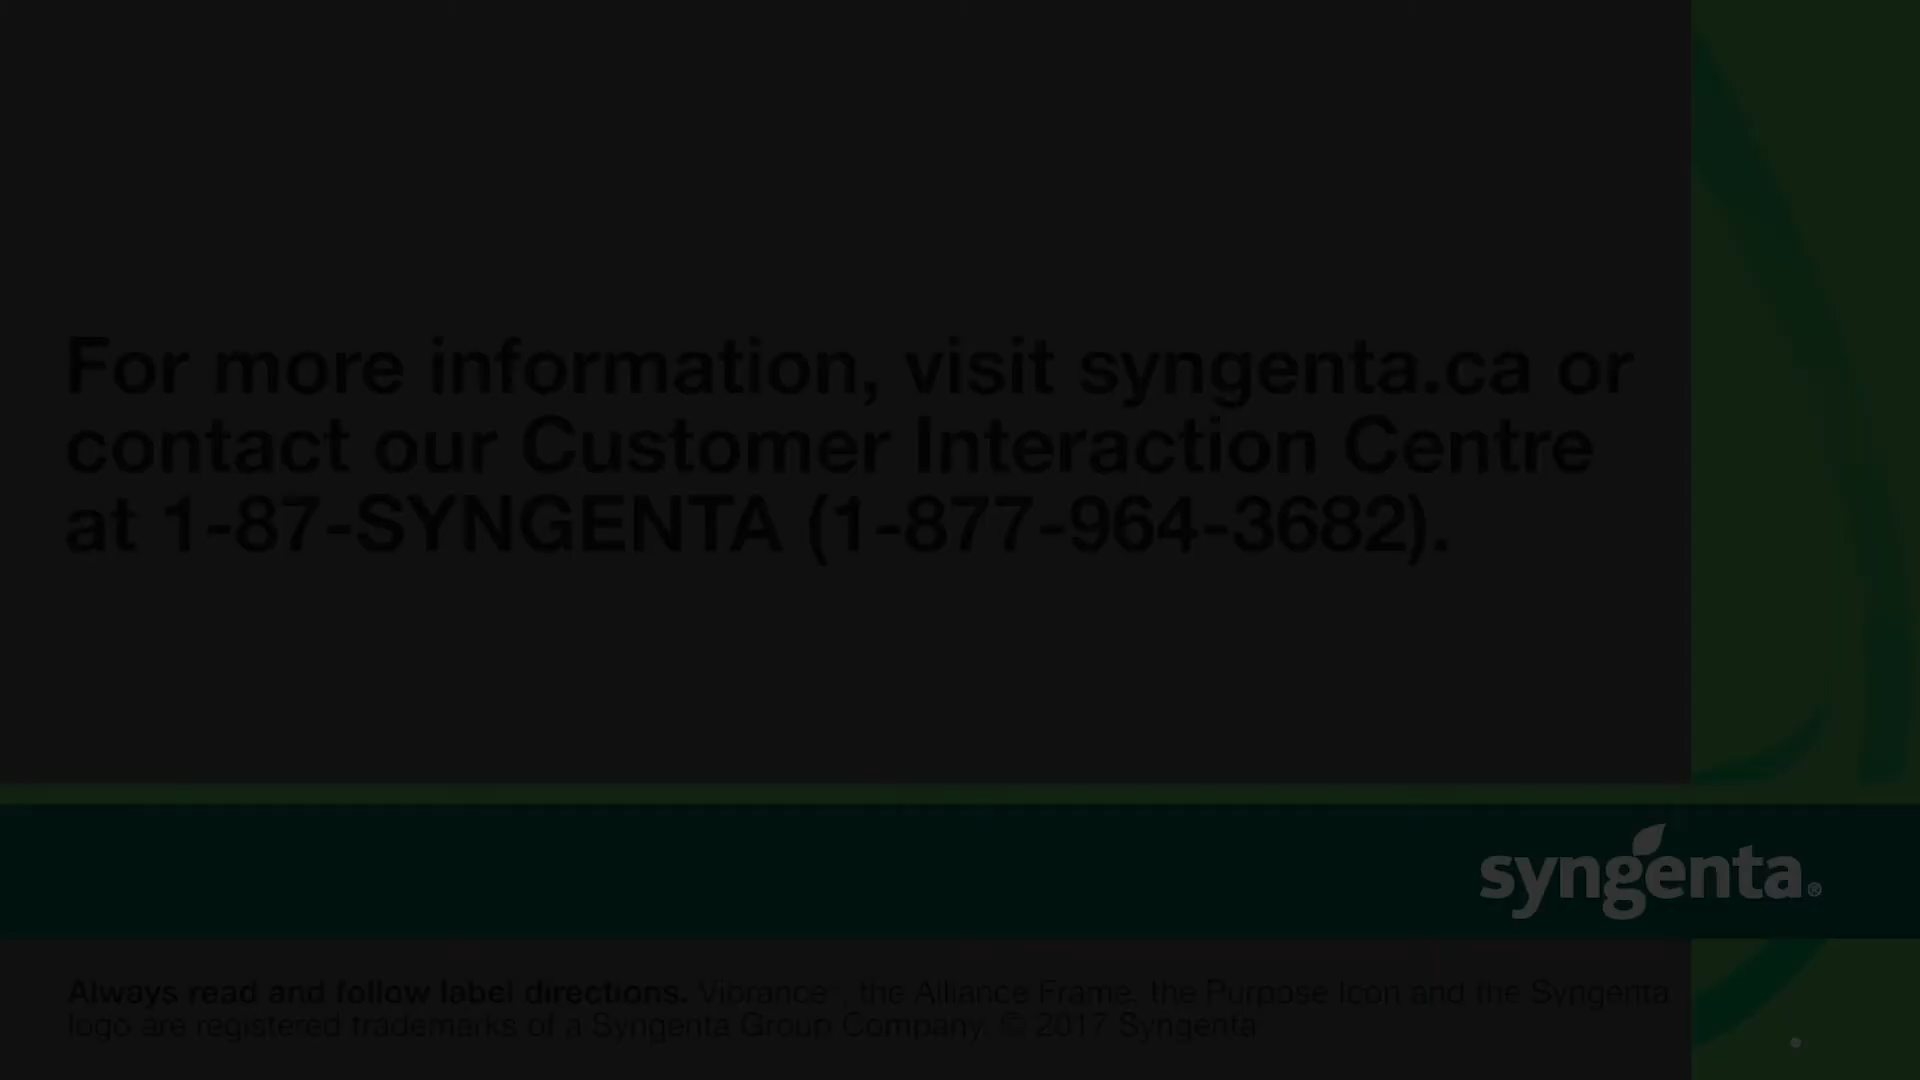 For more information, visit syngenta.ca or
contact our Customer Interaction Centre
at 1-87-SYNGENTA (1-877-964-3682).
syngenta®
Always read and follow label directions. Vibrance®, the Alliance Frame, the Purpose Icon and the Syngenta
logo are registered trademarks of a Syngenta Group Company. © 2017 Syngenta